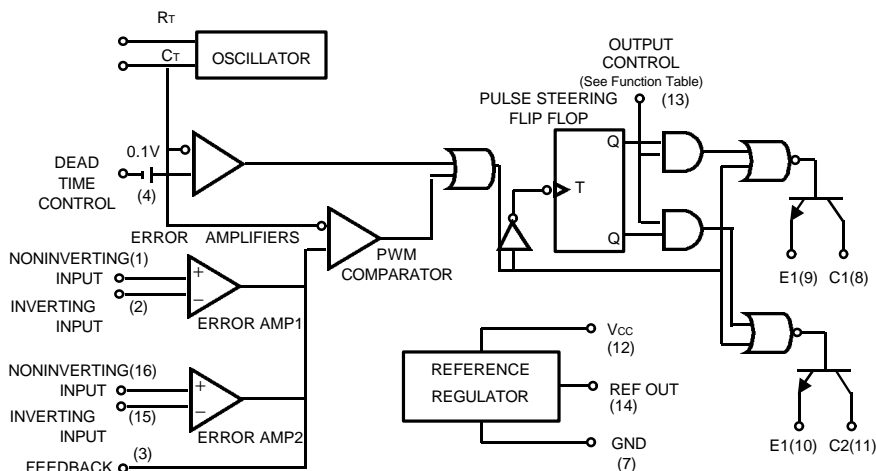 RT
CT
OSCILLATOR
OUTPUT
CONTROL
(See Function Table)
(13)
PULSE STEERING
FLIP FLOP
0.1V
DEAD
TIME
CONTROL
(4)
Q
T
Q
ERROR AMPLIFIERS
PWM
COMPARATOR
NONINVERTING(1)
INPUT
+
−
(2)
INVERTING
INPUT
ERROR AMP1
E1(9)
C1(8)
VCC
(12)
REFERENCE
REGULATOR
REF OUT
(14)
GND
(7)
NONINVERTING(16)
INPUT
+
−
(15)
INVERTING
INPUT
ERROR AMP2
E1(10)
C2(11)
(3)
FEEDBACK